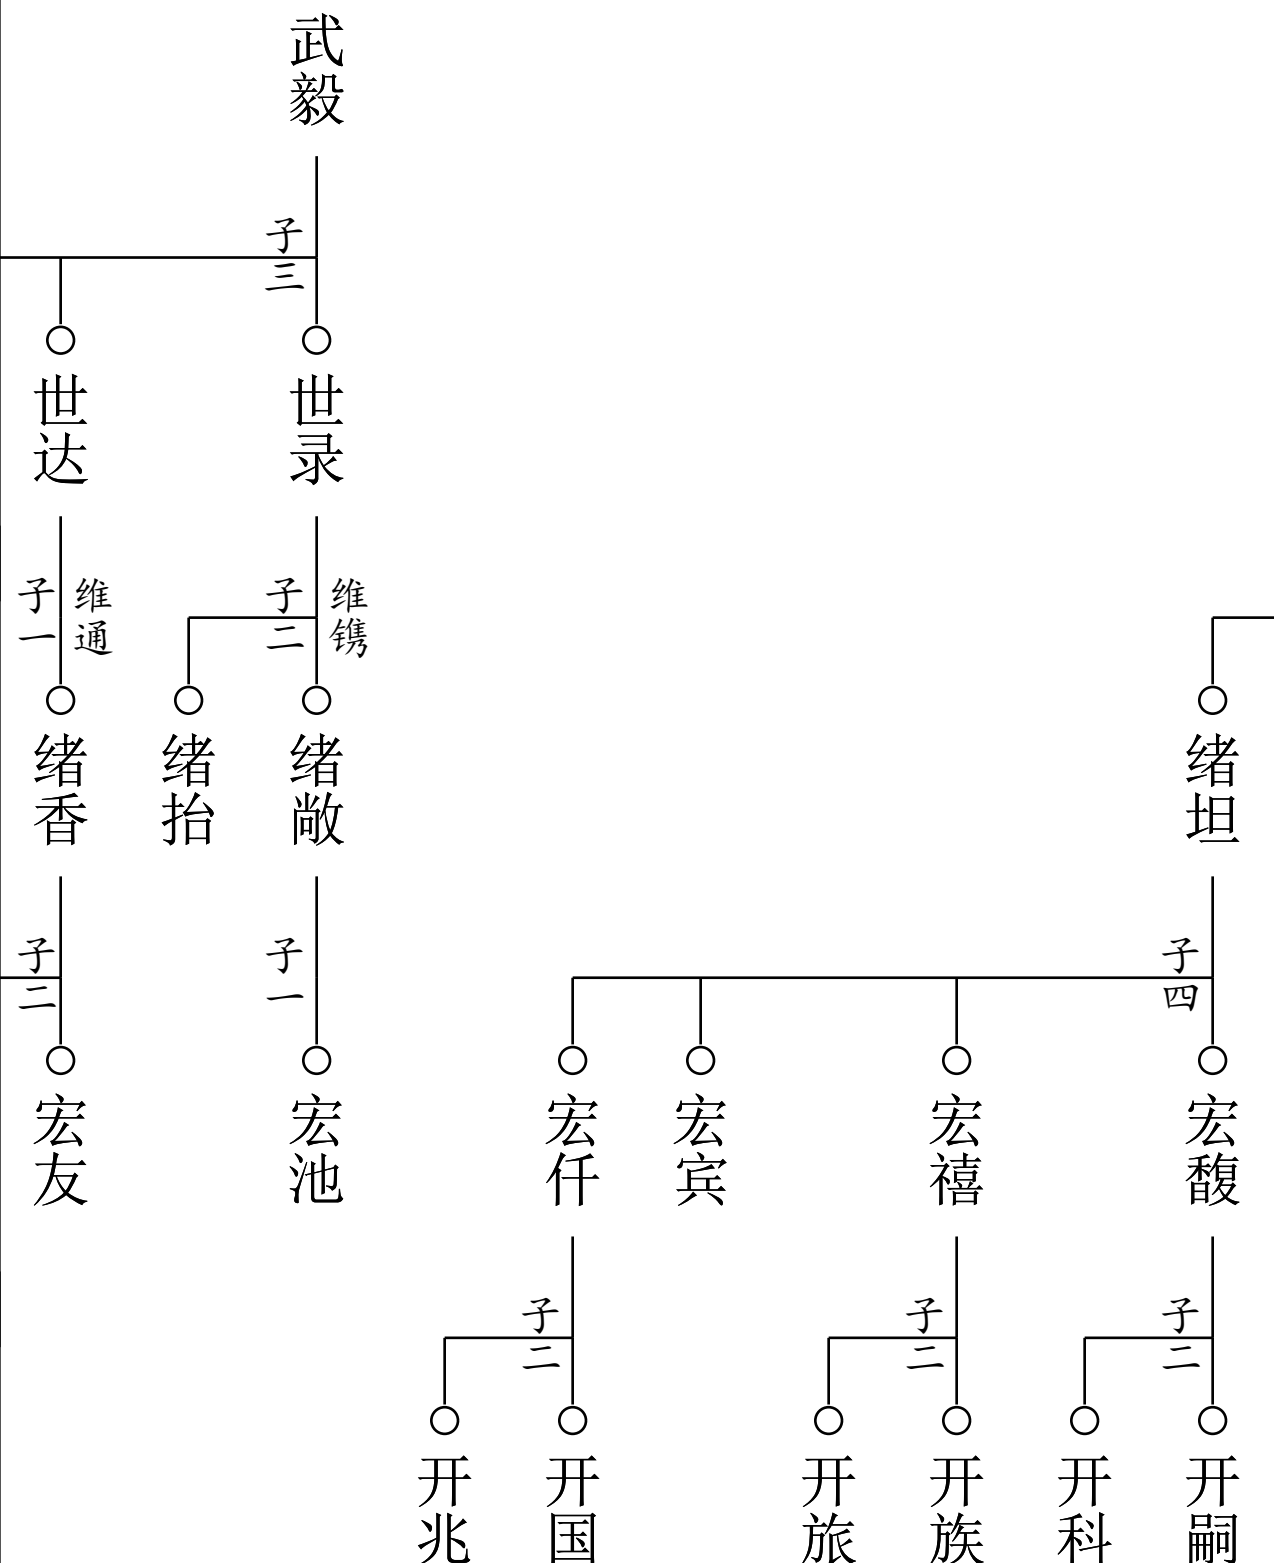 武毅
子三
世录
世达
维镌
子二
维通
子一
绪坦
绪敞
绪抬
绪香
子四
子一
子二
宏馥
宏禧
宏宾
宏仟
宏池
宏友
子二
子二
子二
开嗣
开科
开族
开旅
开国
开兆